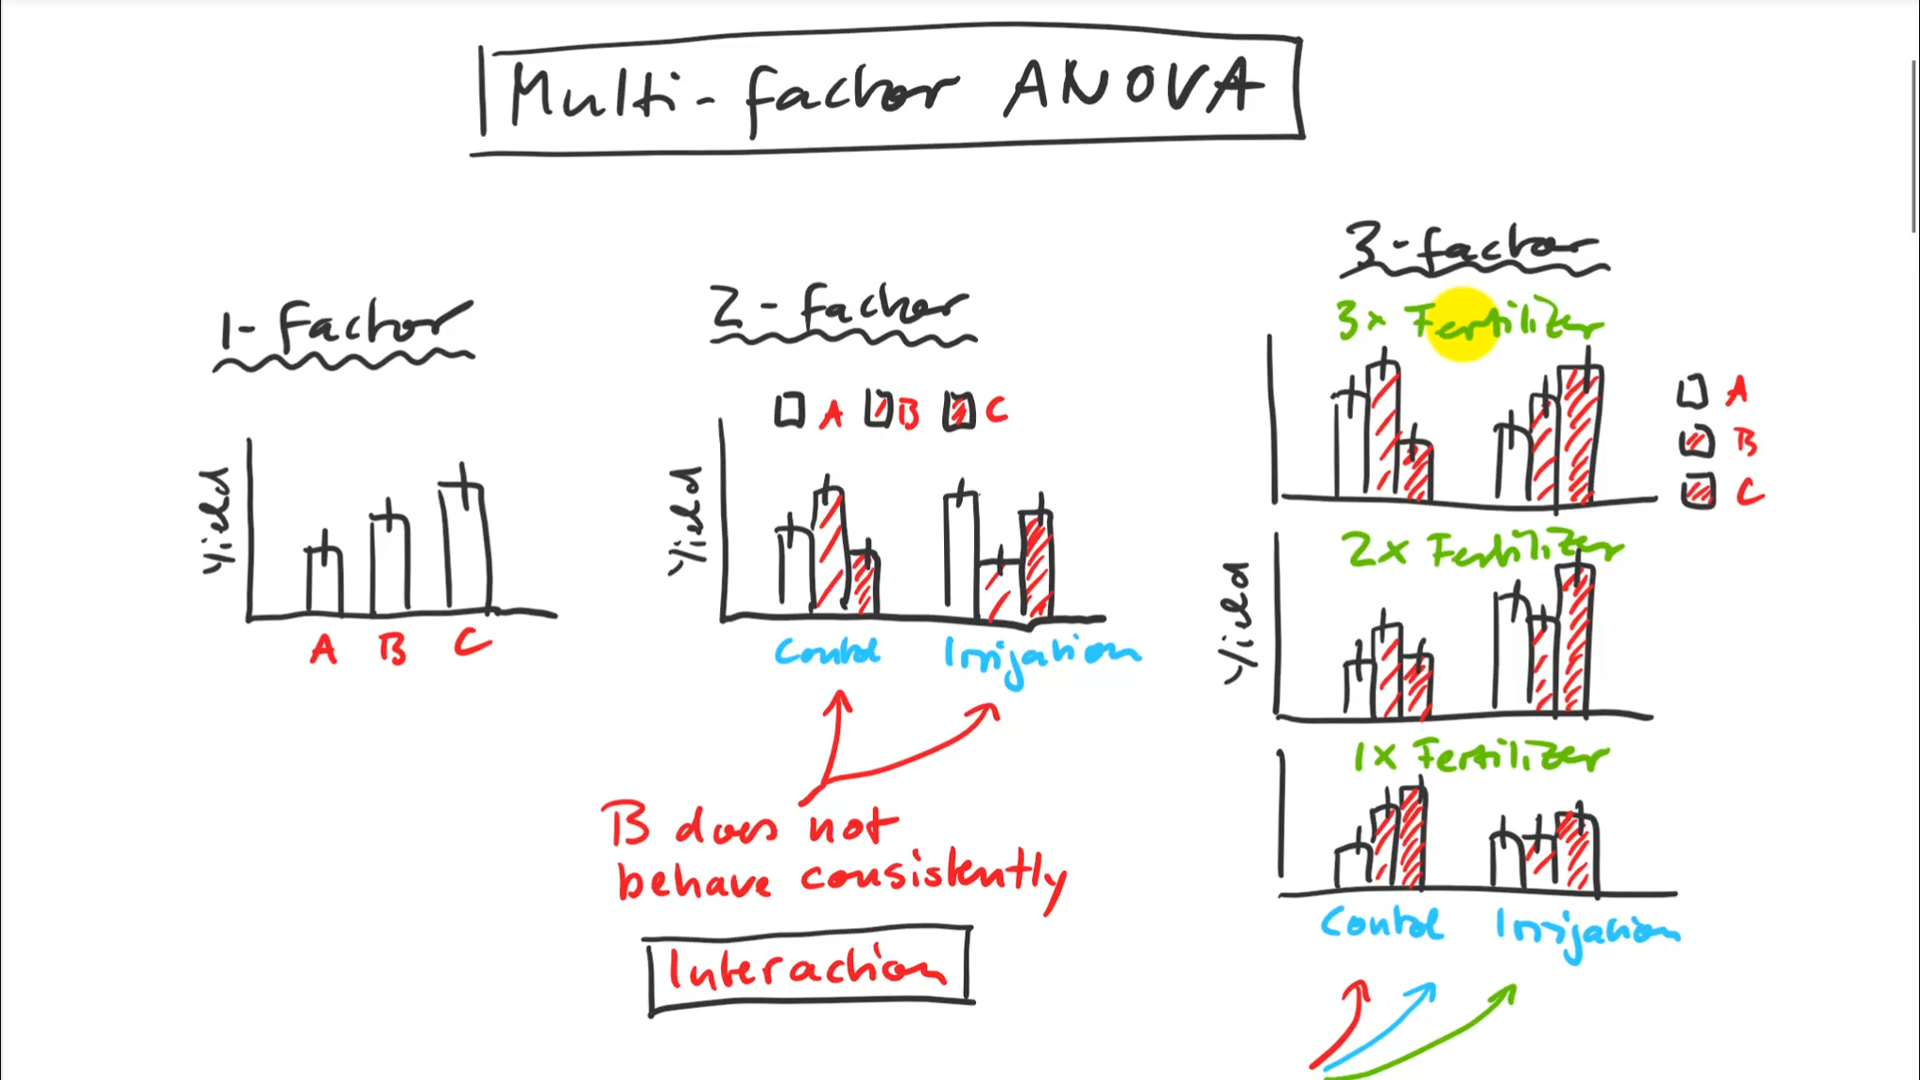 Multi-factor ANOVA
1-Factor
Yield
A B C
2-Factor
A B C
Yield
Control Irrigation
B does not
behave consistently
Interaction
3-factor
3x Fertilizer
A
B
C
2x Fertilizer
Yield
1x Fertilizer
Control Irrigation